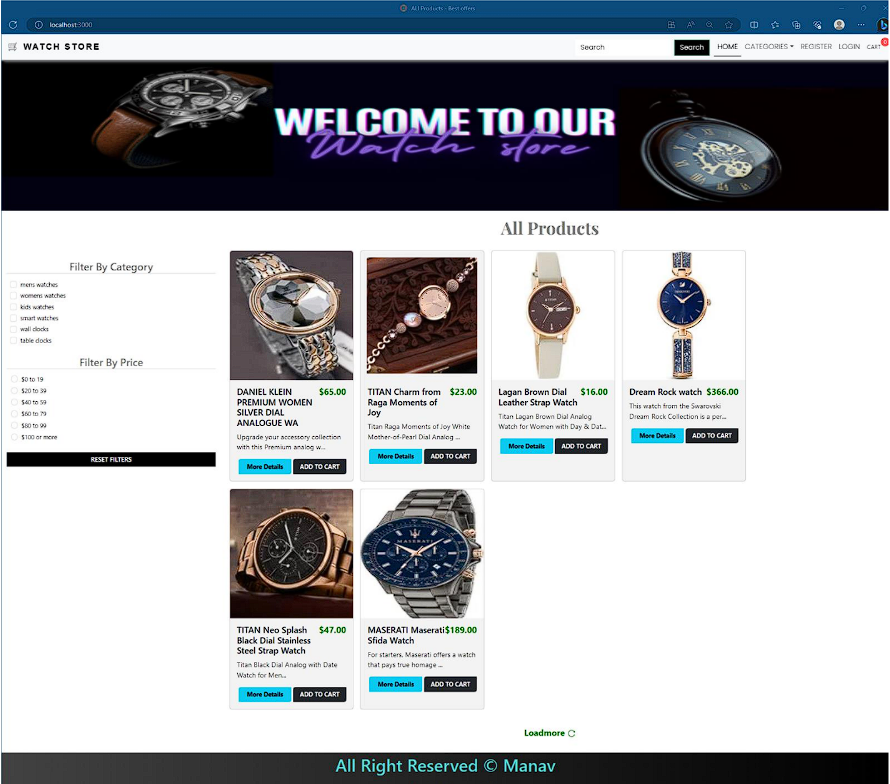 All Products - Best offers
localhost:3000
WATCH STORE
Search
Search
HOME
CATEGORIES
REGISTER
LOGIN
CART
0
WELCOME TO OUR
Watch store
All Products
Filter By Category
mens watches
womens watches
kids watches
smart watches
wall clocks
table clocks
Filter By Price
$0 to 19
$20 to 39
$40 to 59
$60 to 79
$80 to 99
$100 or more
RESET FILTERS
DANIEL KLEIN $65.00
PREMIUM WOMEN
SILVER DIAL
ANALOGUE WA
Upgrade your accessory collection
with this Premium analog w...
More Details ADD TO CART
TITAN Charm from $23.00
Raga Moments of
Joy
Titan Raga Moments of Joy White
Mother-of-Pearl Dial Analog ...
More Details ADD TO CART
Lagan Brown Dial $16.00
Leather Strap Watch
Titan Lagan Brown Dial Analog
Watch for Women with Day & Dat...
More Details ADD TO CART
Dream Rock watch $366.00
This watch from the Swarovski
Dream Rock Collection is a per...
More Details ADD TO CART
TITAN Neo Splash $47.00
Black Dial Stainless
Steel Strap Watch
Titan Black Dial Analog with Date
Watch for Men...
More Details ADD TO CART
MASERATI
MASERATI Maserati $189.00
Sfida Watch
For starters, Maserati offers a watch
that pays true homage ...
More Details ADD TO CART
Loadmore
All Right Reserved © Manav